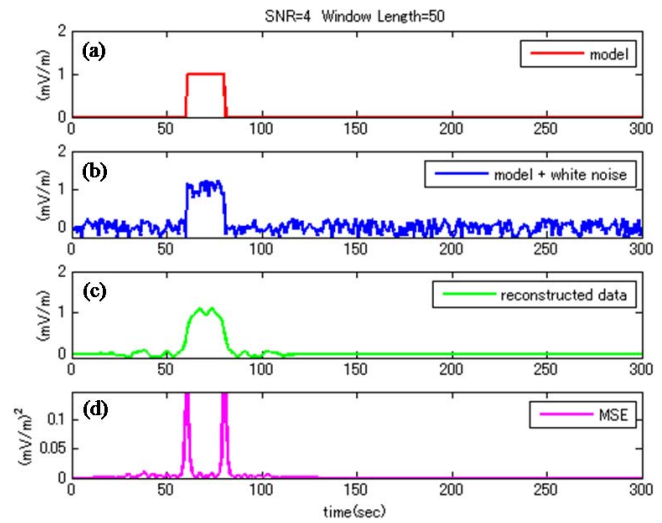 SNR=4 Window Length=50
(a)
model
(mV/m)
2
1
0
0 50 100 150 200 250 300
(b)
model + white noise
(mV/m)
2
1
0
0 50 100 150 200 250 300
(c)
reconstructed data
(mV/m)
2
1
0
0 50 100 150 200 250 300
(d)
MSE
(mV/m)²
0.1
0.05
0
0 50 100 150 200 250 300
time(sec)